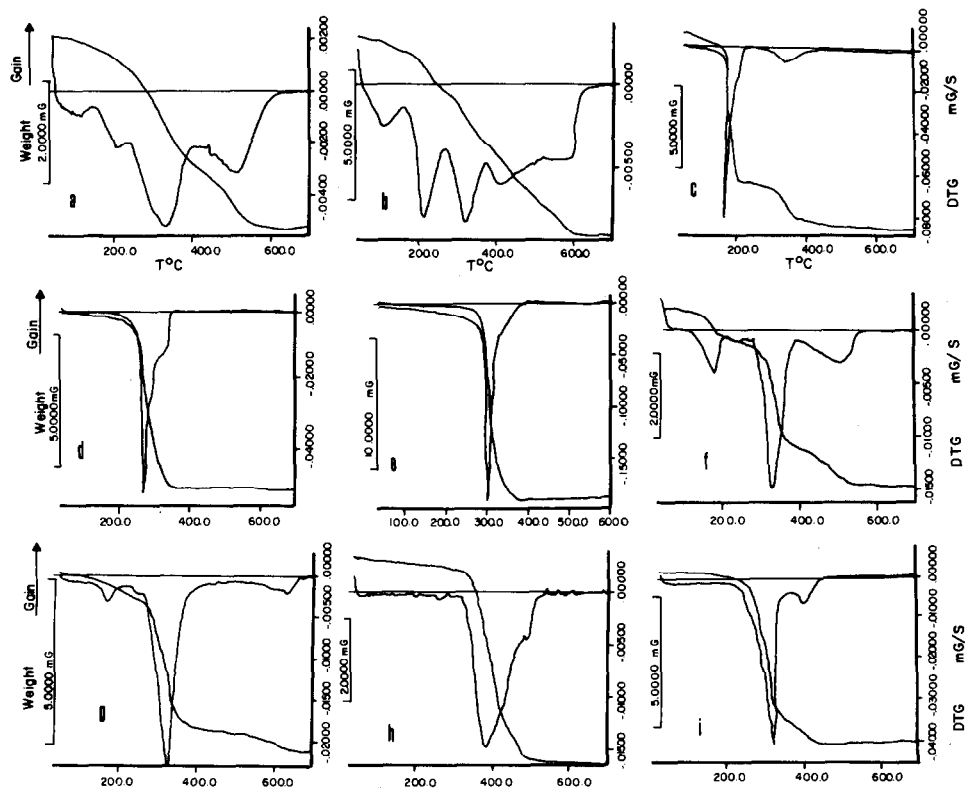 Gain
Weight
2.0000 mG
.00200
.00000
-.00200
-.00400
a
200.0 400.0 600.0
T°C
5.0000 mG
.00000
-.00500
b
200.0 400.0 600.0
T°C
5.0000 mG
.00000
-.02000
-.04000
-.06000
-.08000
DTG mG/S
c
200.0 400.0 600.0
T°C
Gain
Weight
5.0000 mG
.00000
-.02000
-.04000
d
200.0 400.0 600.0
10.0000 mG
.00000
-.05000
-.10000
-.15000
e
100.0 200.0 300.0 400.0 500.0 600.0
2.0000 mG
.00000
-.00500
-.01000
-.01500
DTG mG/S
f
200.0 400.0 600.0
Gain
Weight
5.0000 mG
.00000
-.00500
-.01000
-.01500
-.02000
g
200.0 400.0 600.0
2.0000 mG
.00000
-.00500
-.01000
-.01500
h
200.0 400.0 600.0
5.0000 mG
.00000
-.01000
-.02000
-.03000
-.04000
DTG mG/S
i
200.0 400.0 600.0